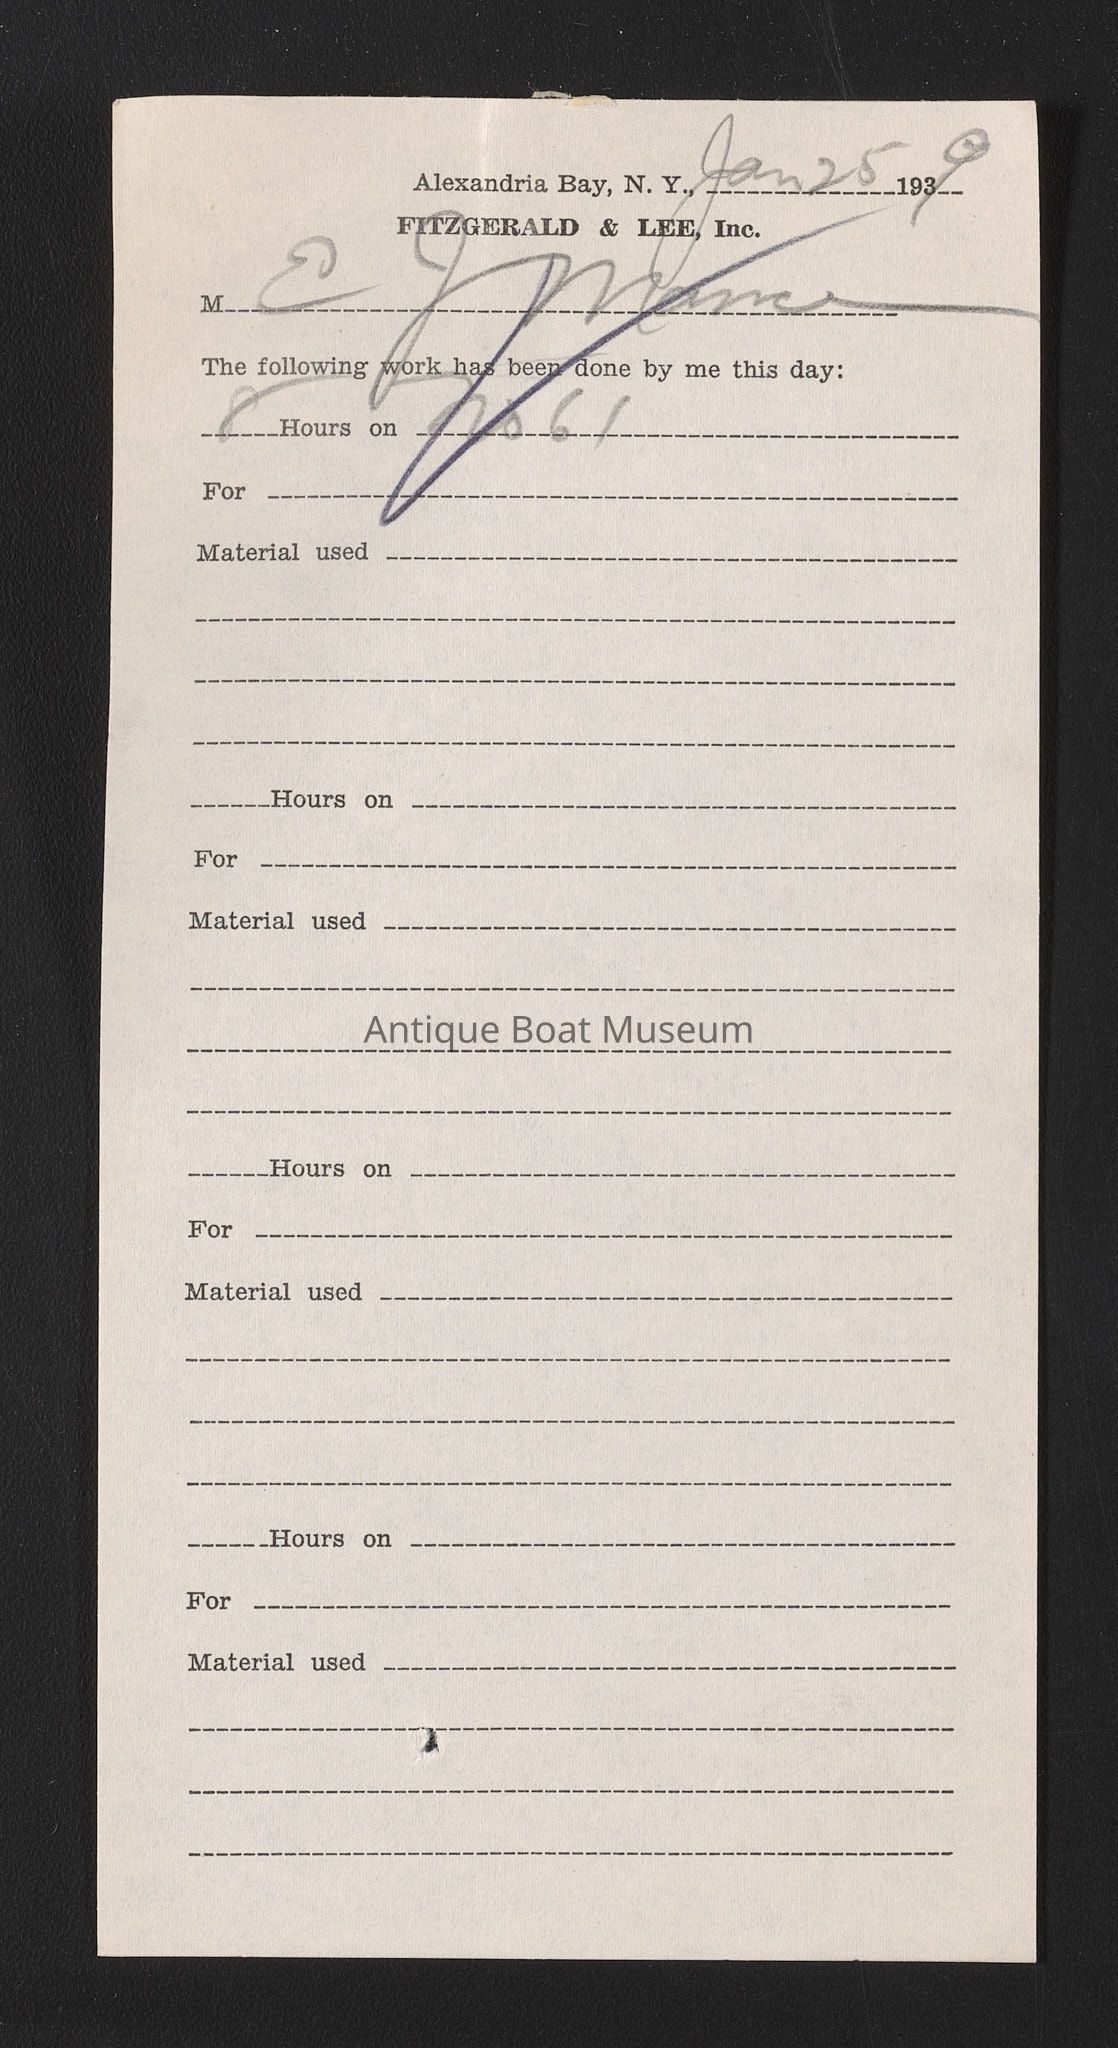 Alexandria Bay, N. Y., Jan 25 1939
FITZGERALD & LEE, Inc.
M E J
The following work has been done by me this day:
8 Hours on No 61
For
Material used
Hours on
For
Material used
Antique Boat Museum
Hours on
For
Material used
Hours on
For
Material used